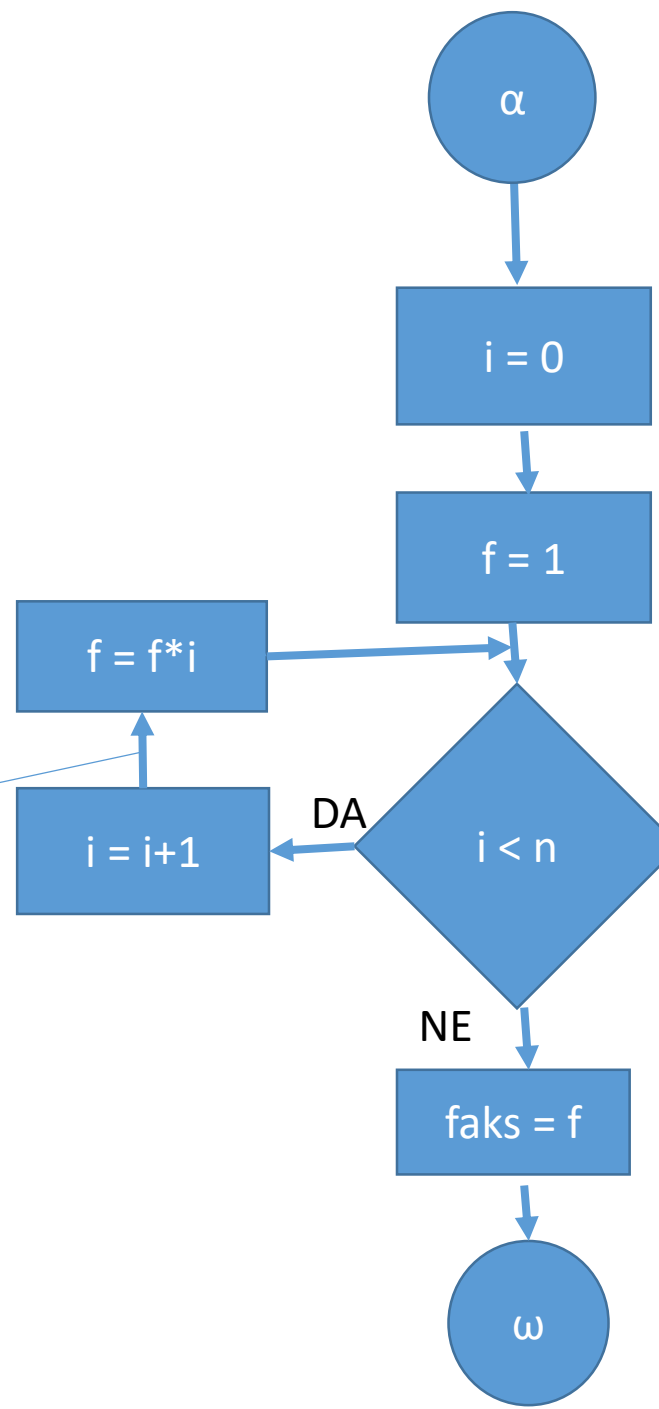 α
i = 0
f = 1
f = f*i
DA
i = i+1
i < n
NE
faks = f
ω